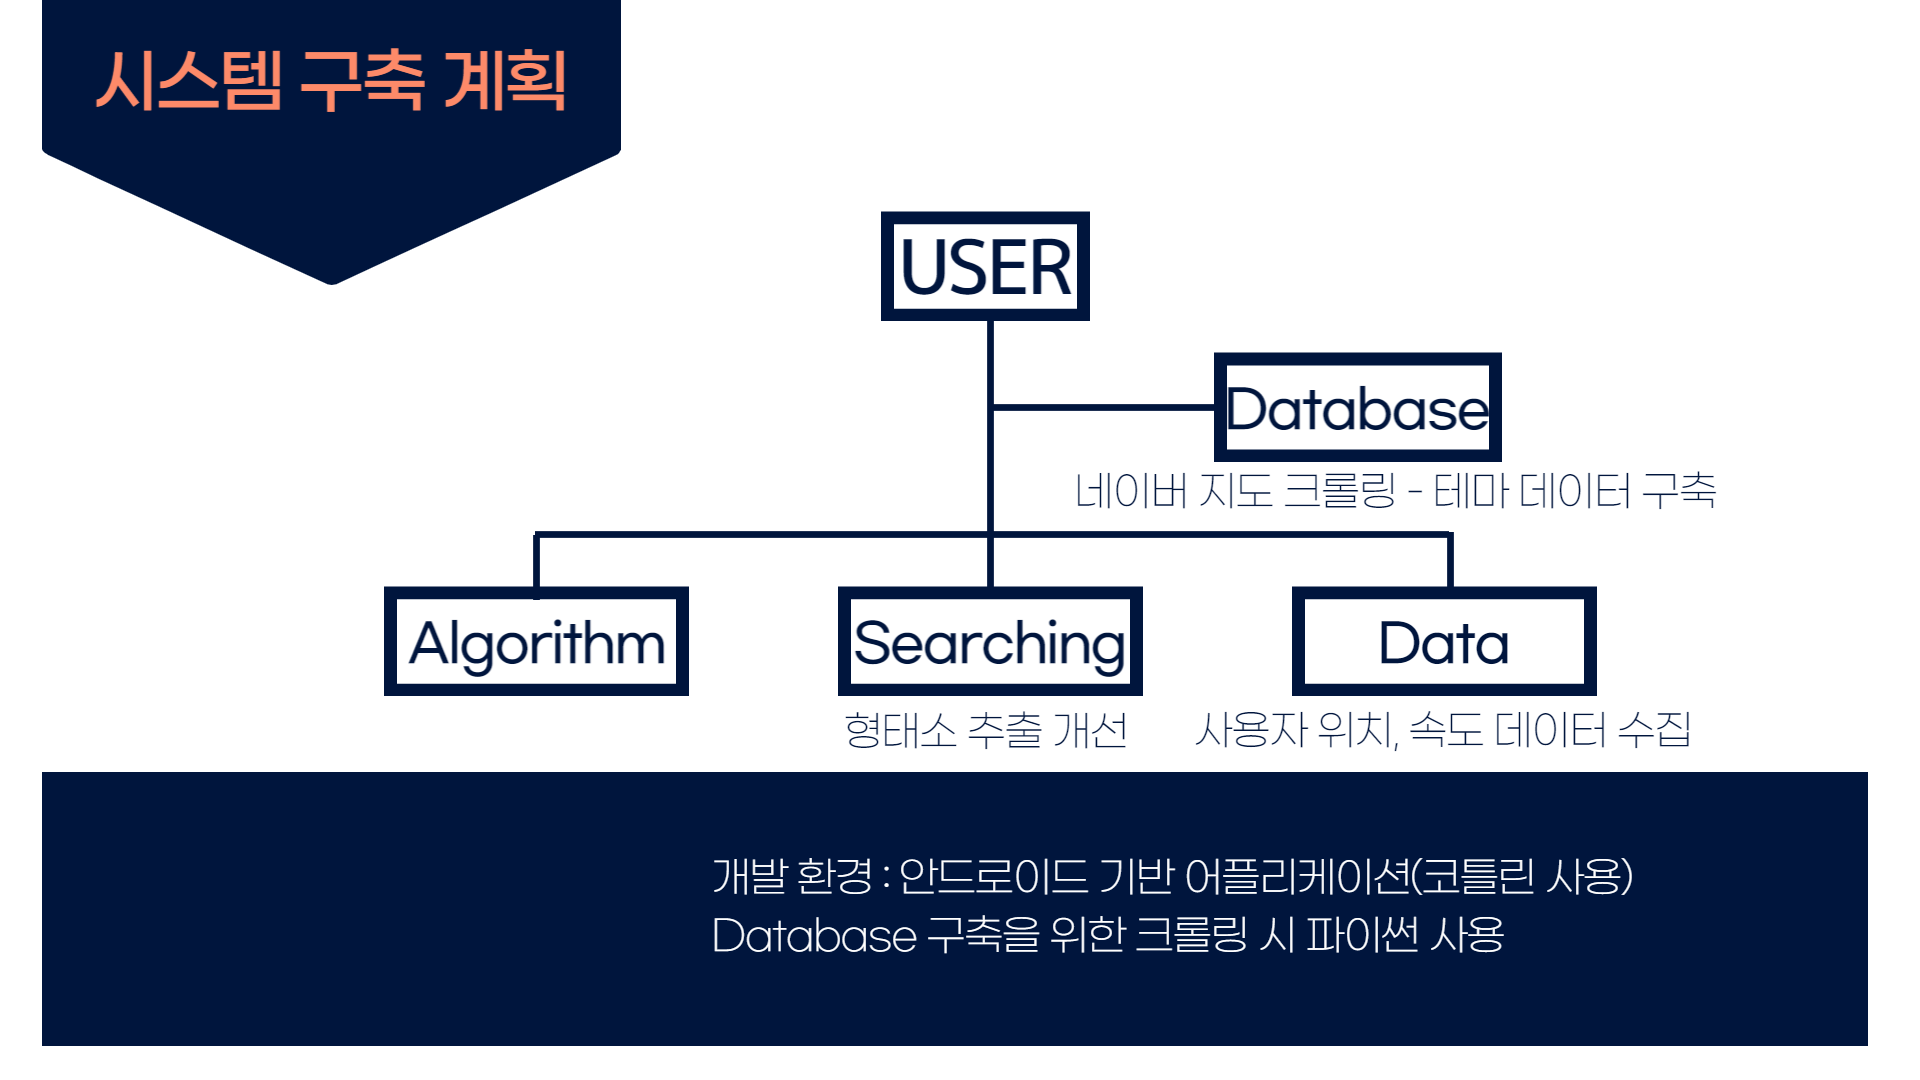 시스템 구축 계획
USER
Database
네이버 지도 크롤링 - 테마 데이터 구축
Algorithm
Searching
Data
형태소 추출 개선
사용자 위치, 속도 데이터 수집
개발 환경 : 안드로이드 기반 어플리케이션(코틀린 사용)
Database 구축을 위한 크롤링 시 파이썬 사용